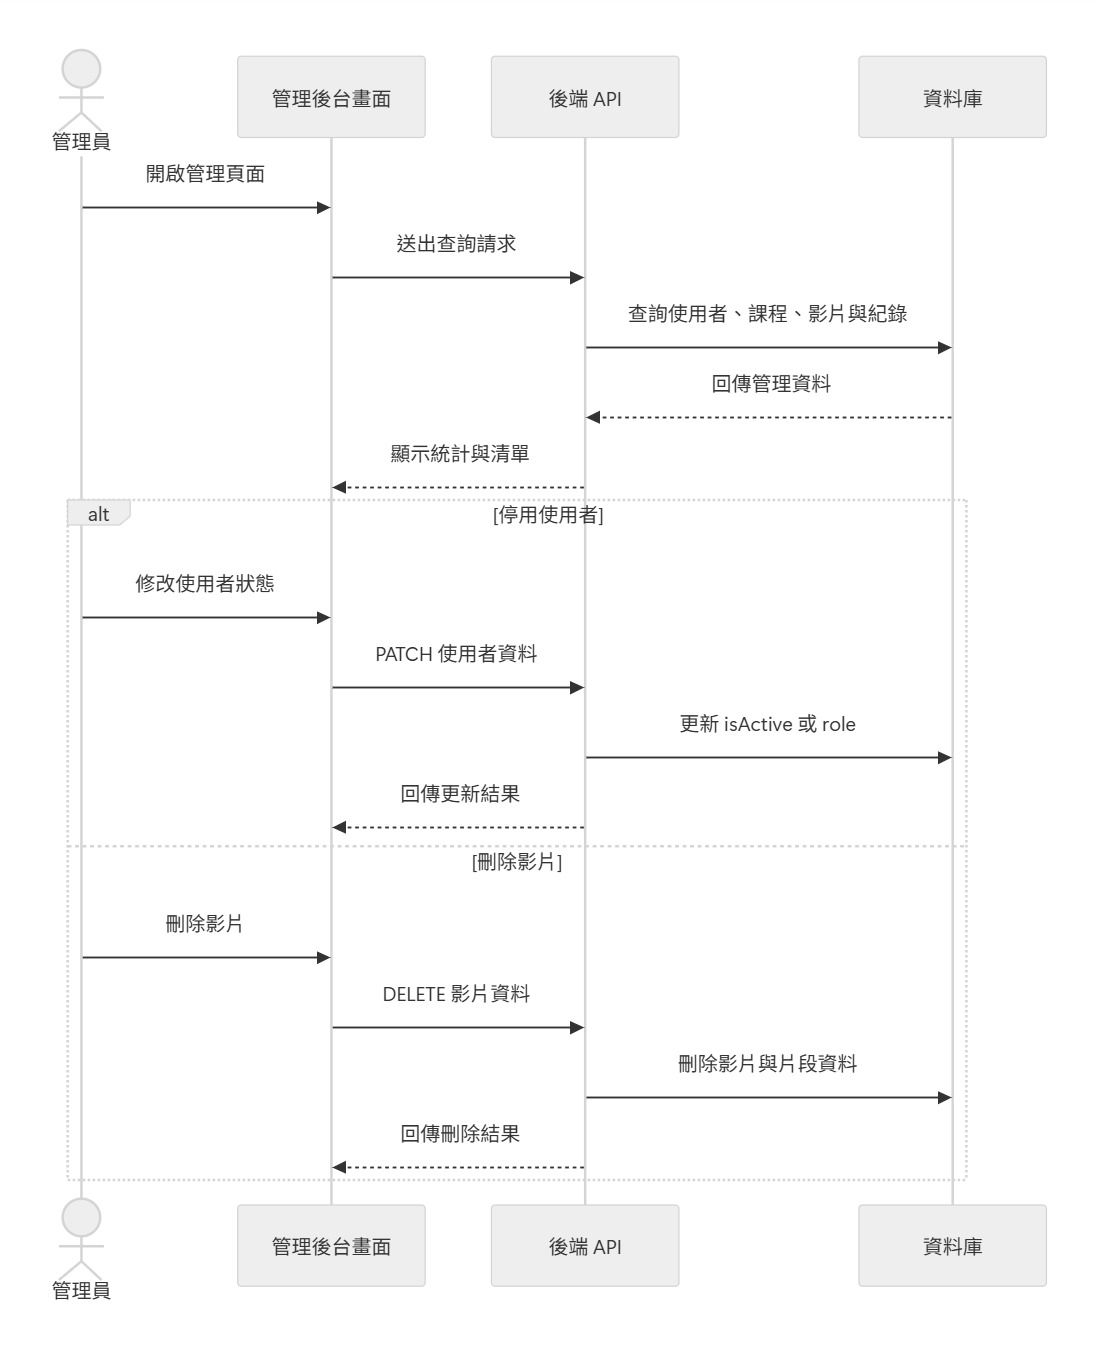 管理員
管理後台畫面
後端 API
資料庫
開啟管理頁面
送出查詢請求
查詢使用者、課程、影片與紀錄
回傳管理資料
顯示統計與清單
alt
[停用使用者]
修改使用者狀態
PATCH 使用者資料
更新 isActive 或 role
回傳更新結果
[刪除影片]
刪除影片
DELETE 影片資料
刪除影片與片段資料
回傳刪除結果
管理員
管理後台畫面
後端 API
資料庫